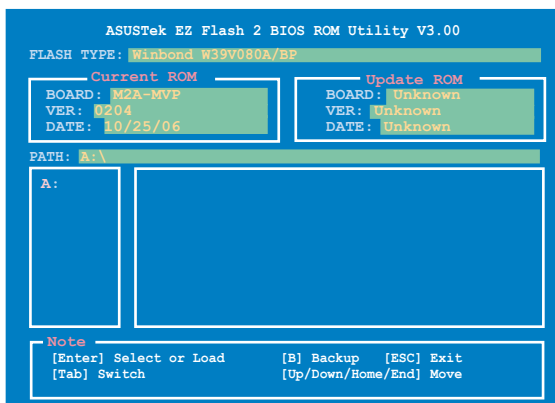 ASUSTek EZ Flash 2 BIOS ROM Utility V3.00
FLASH TYPE: Winbond W39V080A/BP
Current ROM
BOARD: M2A-MVP
VER: 0204
DATE: 10/25/06
Update ROM
BOARD: Unknown
VER: Unknown
DATE: Unknown
PATH: A:\
A:
Note
[Enter] Select or Load [B] Backup [ESC] Exit
[Tab] Switch [Up/Down/Home/End] Move